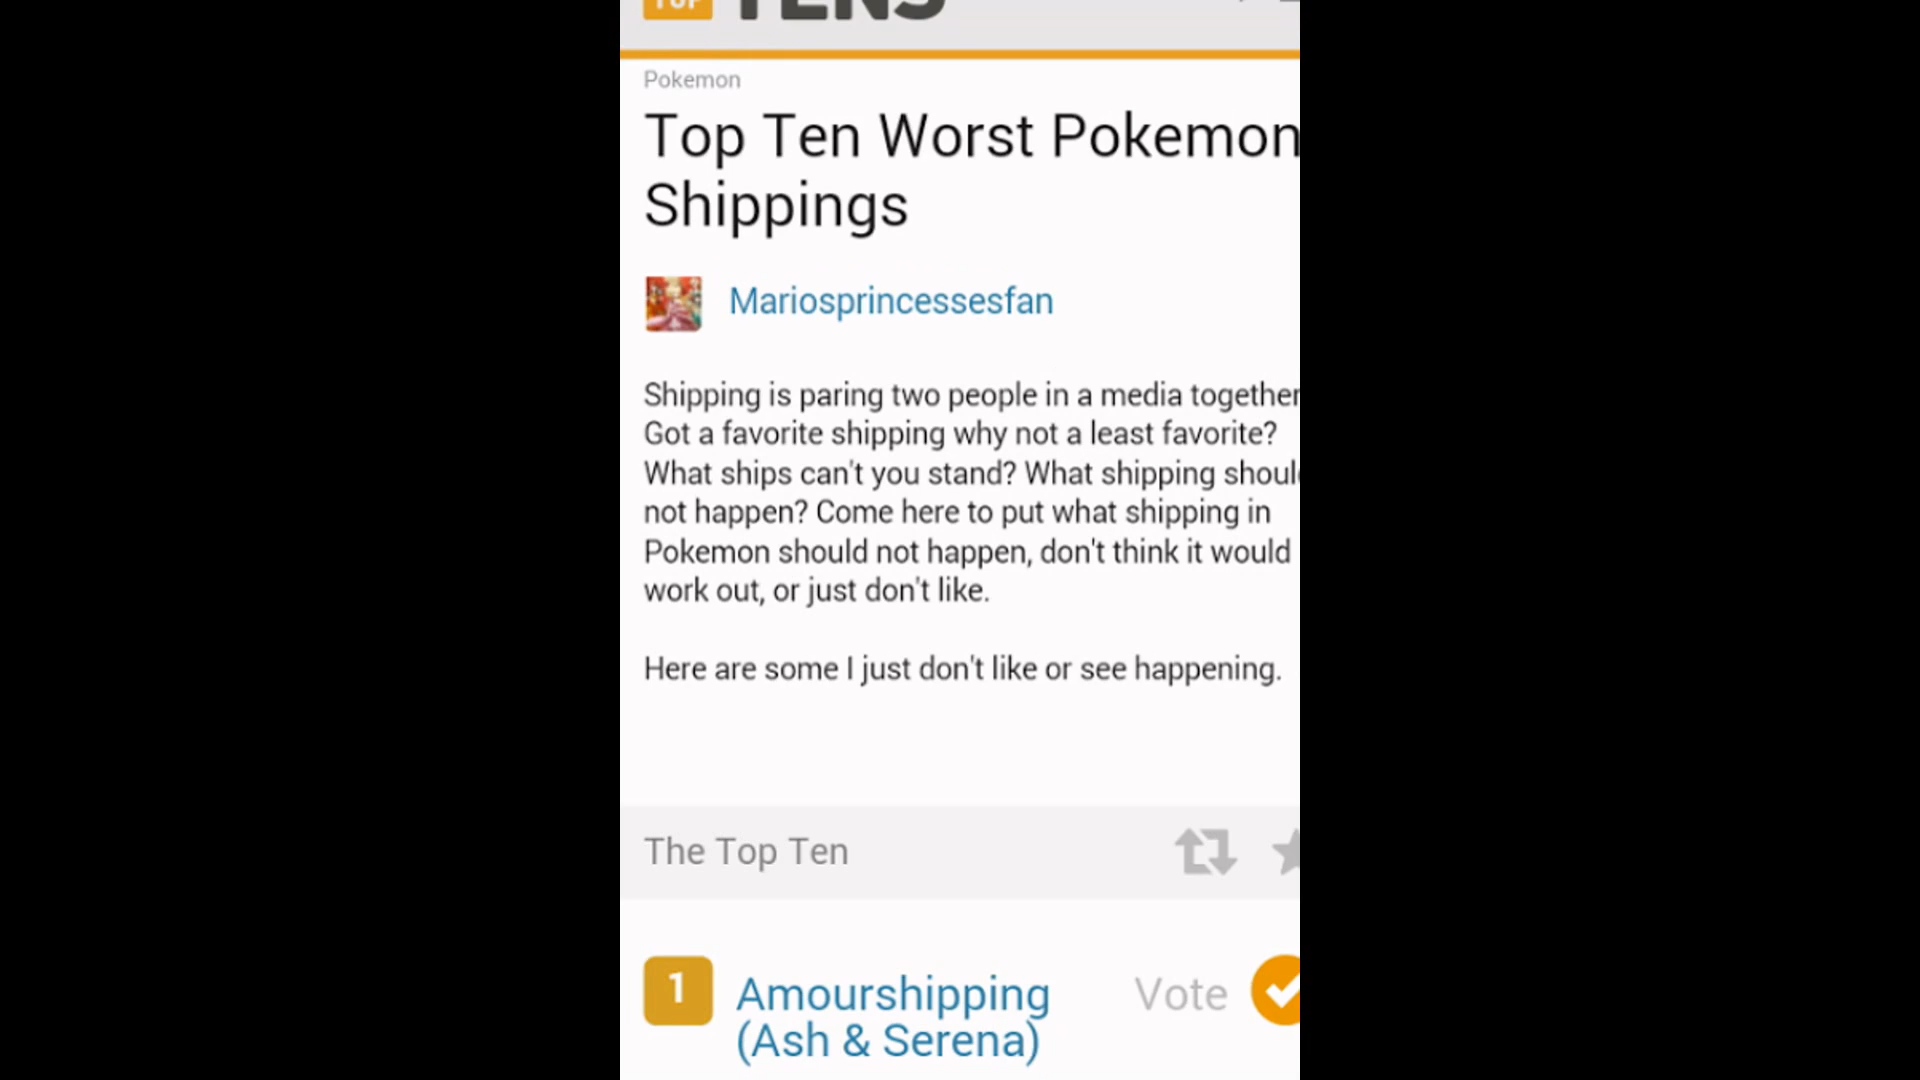 TOP TENS
Pokemon
Top Ten Worst Pokemon
Shippings
Mariosprincessesfan
Shipping is paring two people in a media together
Got a favorite shipping why not a least favorite?
What ships can't you stand? What shipping shoul
not happen? Come here to put what shipping in
Pokemon should not happen, don't think it would
work out, or just don't like.
Here are some I just don't like or see happening.
The Top Ten
1 Amourshipping Vote
(Ash & Serena)